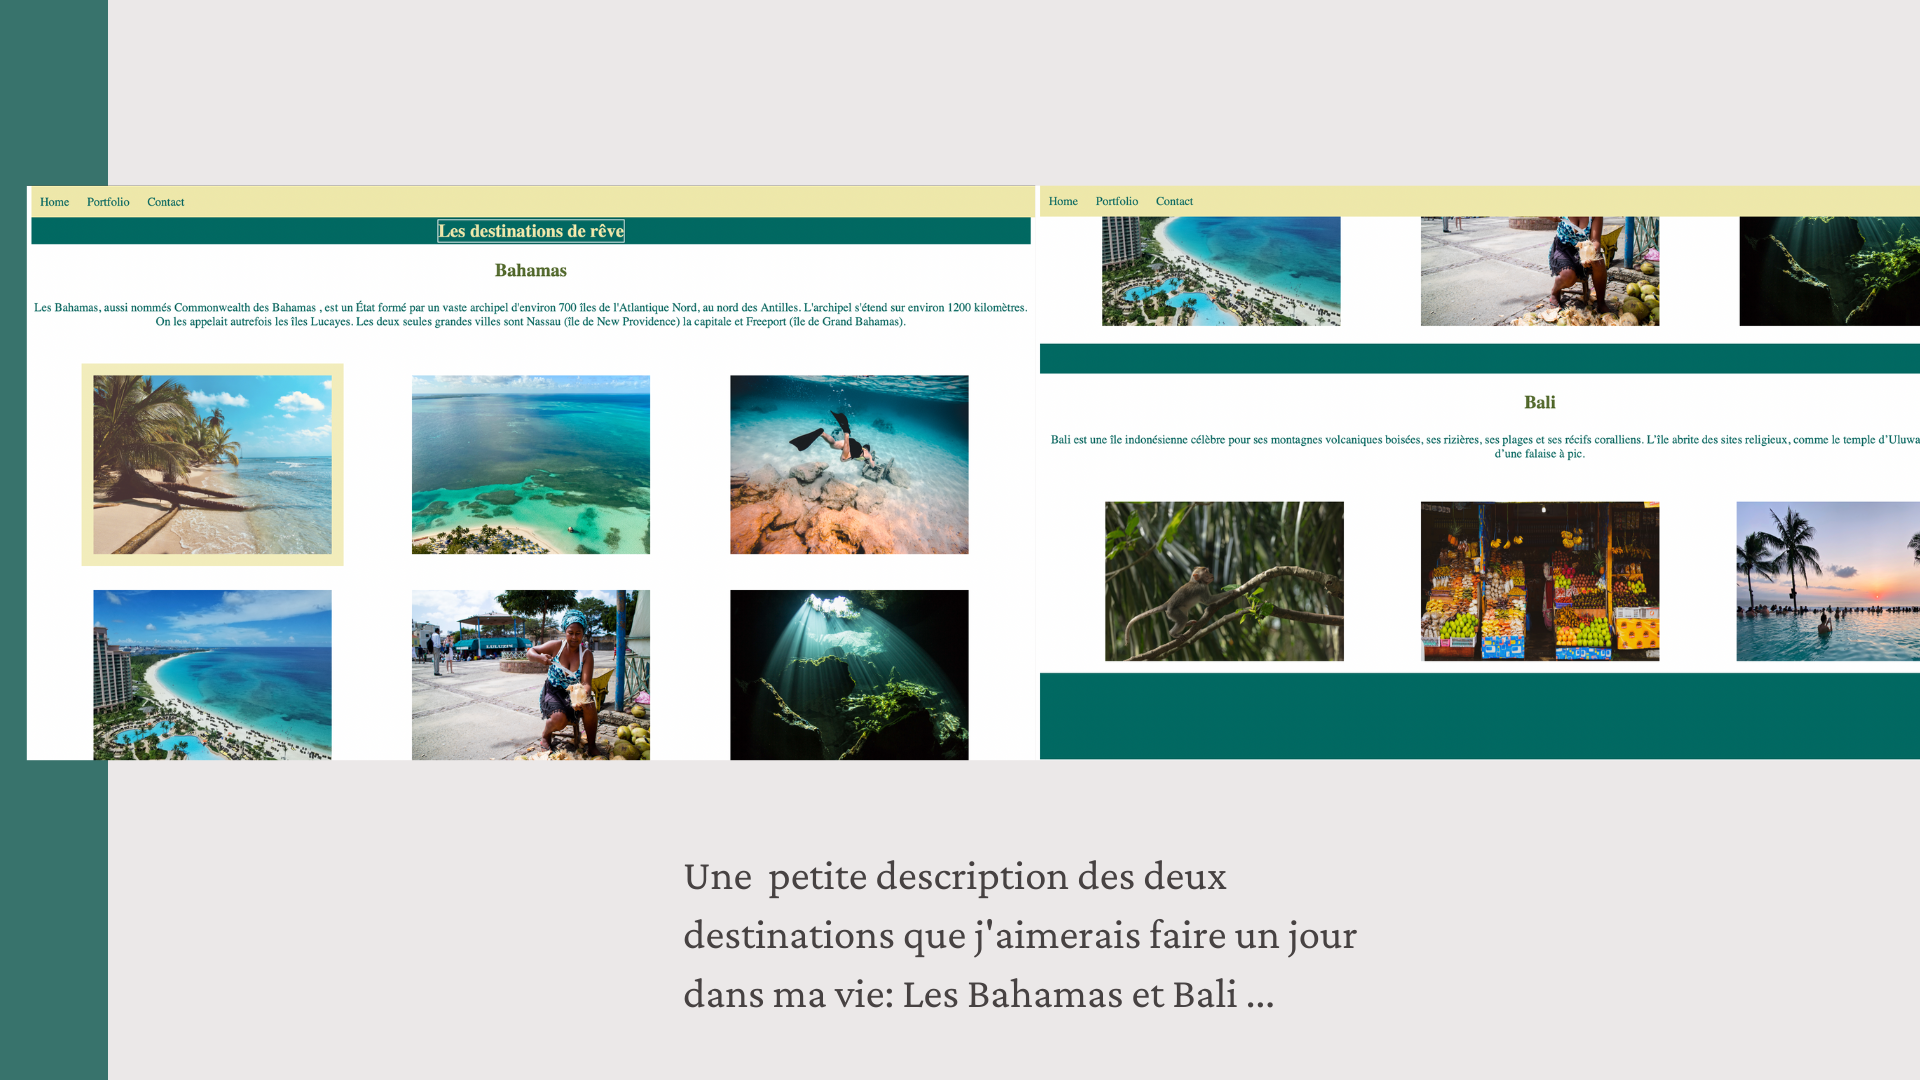 Home Portfolio Contact
Les destinations de rêve
Bahamas
Les Bahamas, aussi nommés Commonwealth des Bahamas , est un État formé par un vaste archipel d'environ 700 îles de l'Atlantique Nord, au nord des Antilles. L'archipel s'étend sur environ 1200 kilomètres.
On les appelait autrefois les îles Lucayes. Les deux seules grandes villes sont Nassau (île de New Providence) la capitale et Freeport (île de Grand Bahamas).
Home Portfolio Contact
Bali
Bali est une île indonésienne célèbre pour ses montagnes volcaniques boisées, ses rizières, ses plages et ses récifs coralliens. L’île abrite des sites religieux, comme le temple d’Uluwa
d’une falaise à pic.
Une petite description des deux
destinations que j'aimerais faire un jour
dans ma vie: Les Bahamas et Bali ...